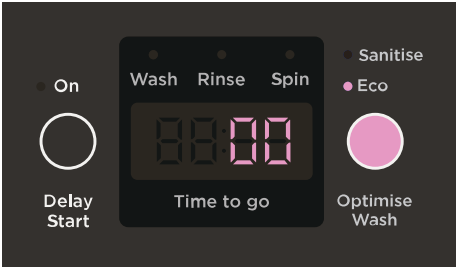 Sanitise
Wash Rinse Spin
On
Eco
00
Delay
Start
Time to go
Optimise
Wash